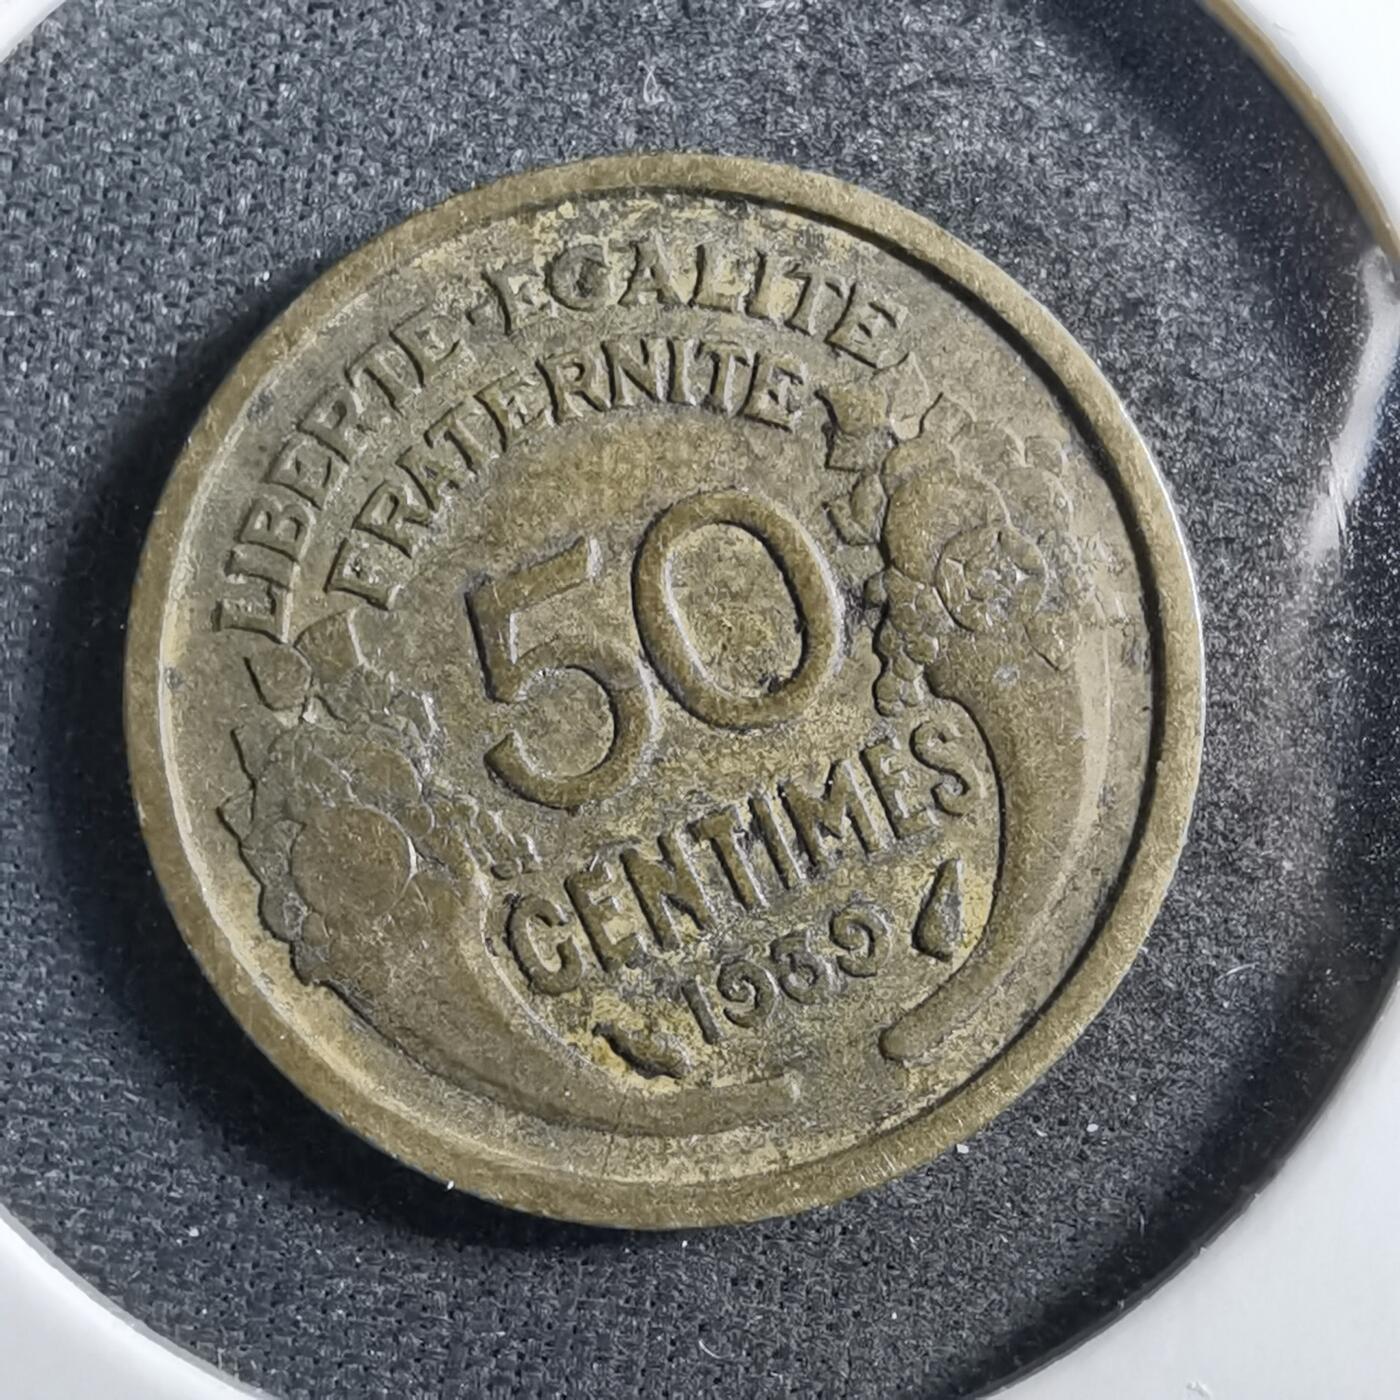 LIBERTE·EGALITE
FRATERNITE
50
CENTIMES
1939